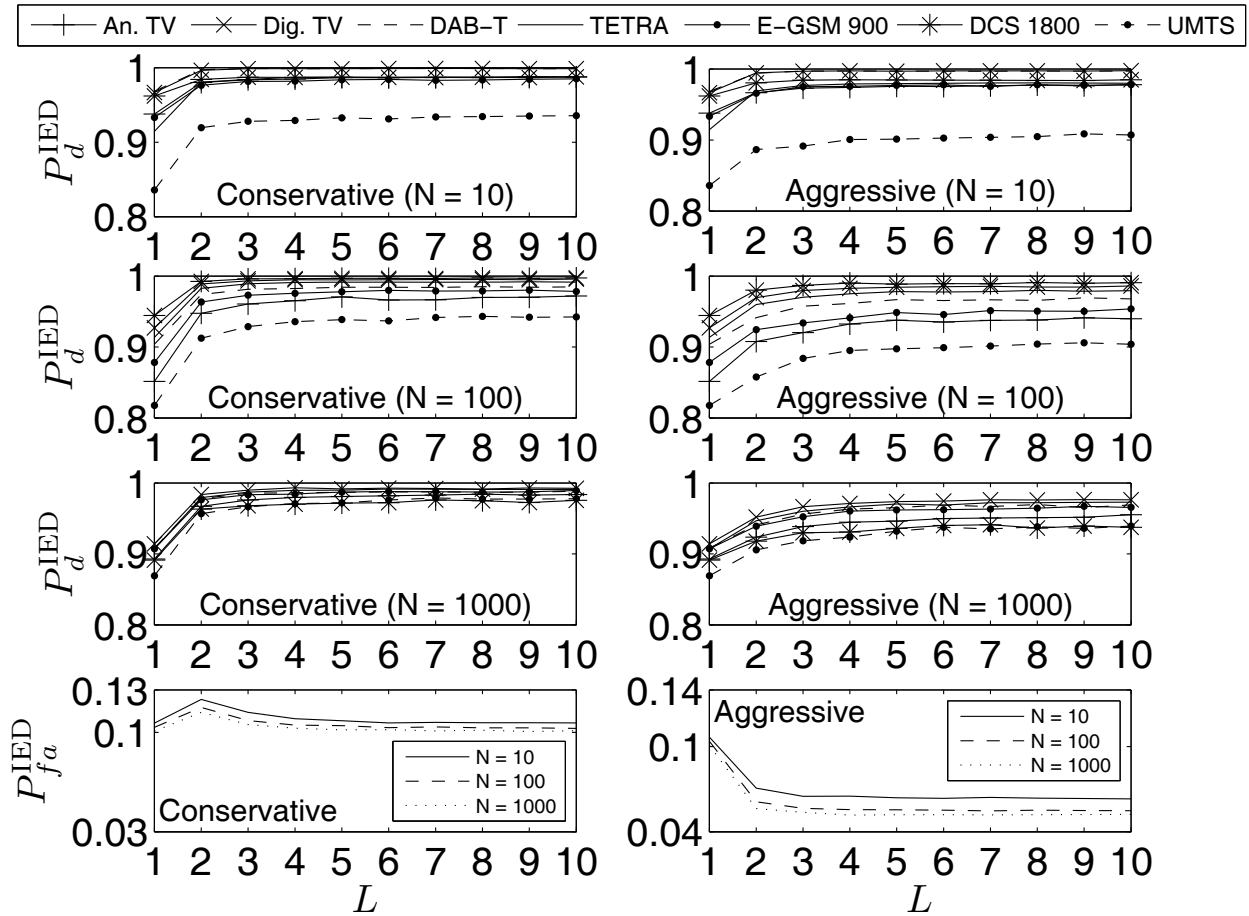 An. TV Dig. TV DAB-T TETRA E-GSM 900 DCS 1800 UMTS
1
0.9
0.8
P_d^IED
Conservative (N = 10)
1 2 3 4 5 6 7 8 9 10
1
0.9
0.8
Aggressive (N = 10)
1 2 3 4 5 6 7 8 9 10
1
0.9
0.8
P_d^IED
Conservative (N = 100)
1 2 3 4 5 6 7 8 9 10
1
0.9
0.8
Aggressive (N = 100)
1 2 3 4 5 6 7 8 9 10
1
0.9
0.8
P_d^IED
Conservative (N = 1000)
1 2 3 4 5 6 7 8 9 10
1
0.9
0.8
Aggressive (N = 1000)
1 2 3 4 5 6 7 8 9 10
0.13
0.1
0.03
P_fa^IED
N = 10
N = 100
N = 1000
Conservative
1 2 3 4 5 6 7 8 9 10
L
0.14
0.1
0.04
Aggressive
N = 10
N = 100
N = 1000
1 2 3 4 5 6 7 8 9 10
L